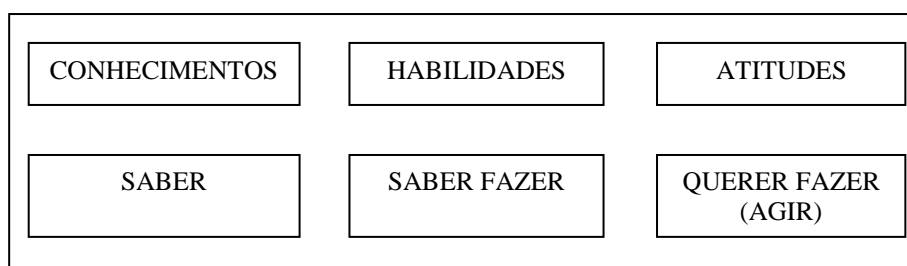 CONHECIMENTOS
HABILIDADES
ATITUDES
SABER
SABER FAZER
QUERER FAZER
(AGIR)